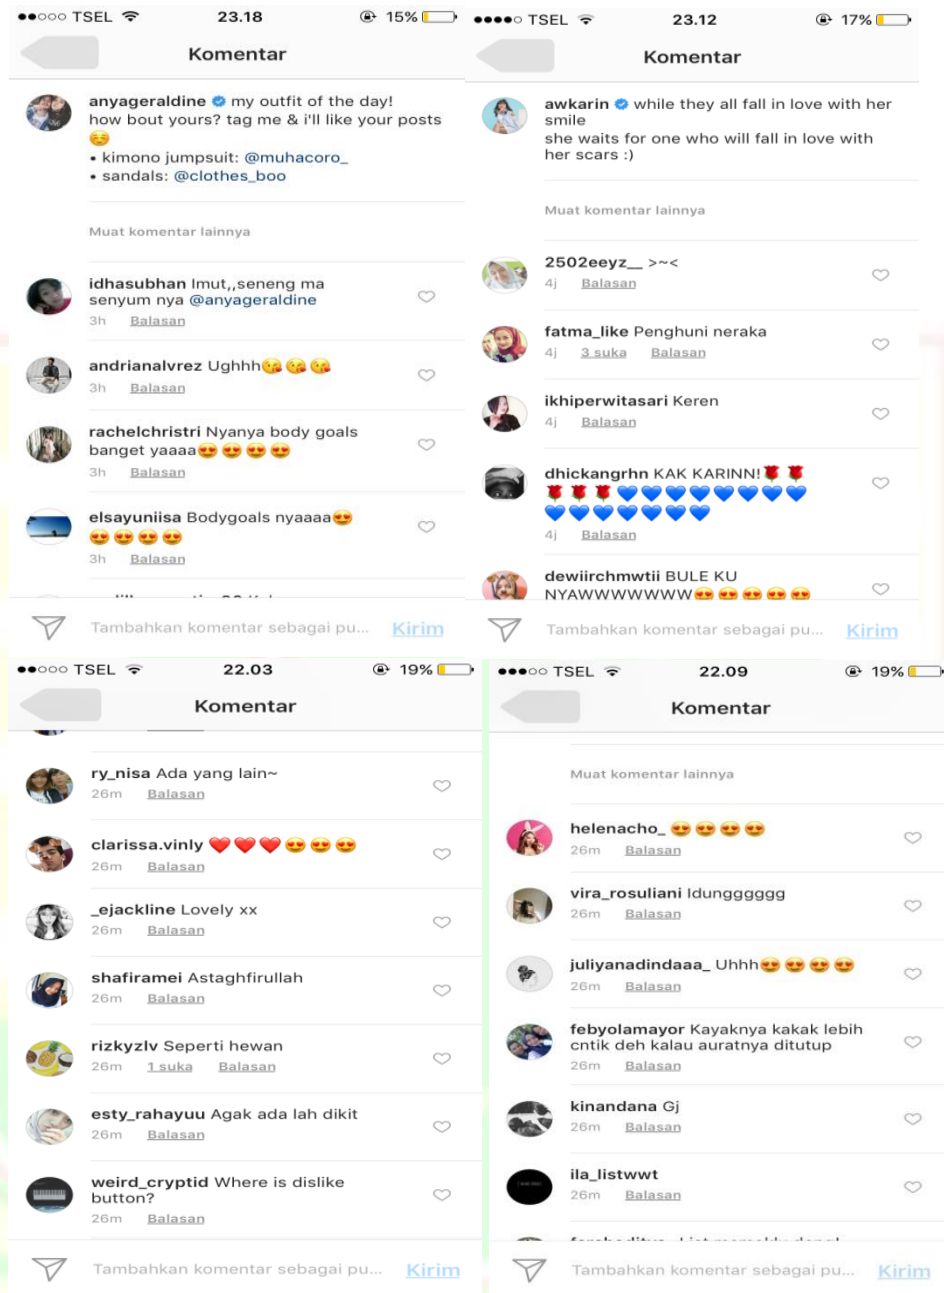 TSEL 23.18 15%
Komentar
anyageraldine my outfit of the day!
how bout yours? tag me & i'll like your posts
☺️
• kimono jumpsuit: @muhacoro_
• sandals: @clothes_boo
Muat komentar lainnya
idhasubhan Imut,,seneng ma
senyum nya @anyageraldine
3h Balasan
andrianalvrez Ughhh😘😘😘
3h Balasan
rachelchristri Nyanya body goals
banget yaaaa😍😍😍😍
3h Balasan
elsayuniisa Bodygoals nyaaaa😍
😍😍😍😍
3h Balasan
Tambahkan komentar sebagai pu... Kirim
TSEL 23.12 17%
Komentar
awkarin while they all fall in love with her
smile
she waits for one who will fall in love with
her scars :)
Muat komentar lainnya
2502eeyz__ >~<
4j Balasan
fatma_like Penghuni neraka
4j 3 suka Balasan
ikhiperwitasari Keren
4j Balasan
dhickangrhn KAK KARINN!🌹🌹
🌹🌹🌹💙💙💙💙💙💙💙💙
💙💙💙💙💙💙💙
4j Balasan
dewiirchmwtii BULE KU
NYAWWWWWWW😍😍😍😍😍
Tambahkan komentar sebagai pu... Kirim
TSEL 22.03 19%
Komentar
ry_nisa Ada yang lain~
26m Balasan
clarissa.vinly ❤️❤️❤️😍😍😍
26m Balasan
_ejackline Lovely xx
26m Balasan
shafiramei Astaghfirullah
26m Balasan
rizkyzlv Seperti hewan
26m 1 suka Balasan
esty_rahayuu Agak ada lah dikit
26m Balasan
weird_cryptid Where is dislike
button?
26m Balasan
Tambahkan komentar sebagai pu... Kirim
TSEL 22.09 19%
Komentar
Muat komentar lainnya
helenacho_ 😍😍😍😍
26m Balasan
vira_rosuliani Idungggggg
26m Balasan
juliyanadindaaa_ Uhhh😍😍😍😍
26m Balasan
febyolamayor Kayaknya kakak lebih
cntik deh kalau auratnya ditutup
26m Balasan
kinandana Gj
26m Balasan
ila_listwwt
26m Balasan
Tambahkan komentar sebagai pu... Kirim